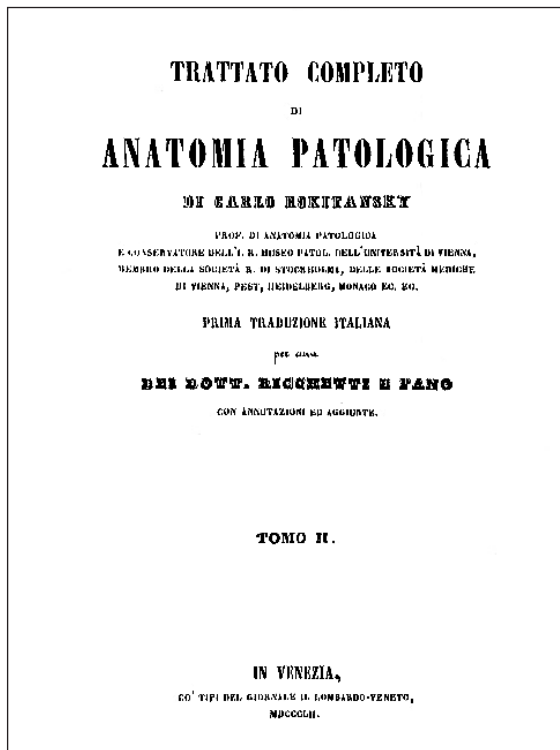 TRATTATO COMPLETO
DI
ANATOMIA PATOLOGICA
DI CARLO ROKITANSKY
PROF. DI ANATOMIA PATOLOGICA
E CONSERVATORE DELL'I. R. MUSEO PATOL. DELL'UNIVERSITÀ DI VIENNA,
MEMBRO DELLA SOCIETÀ R. DI STOCKHOLMA, DELLE SOCIETÀ MEDICHE
DI VIENNA, PEST, HEIDELBERG, MONACO EC. EC.
PRIMA TRADUZIONE ITALIANA
per cura
DEI DOTT. RICCHETTI E FANO
CON ANNOTAZIONI ED AGGIUNTE.
TOMO II.
IN VENEZIA,
CO' TIPI DEL GIORNALE IL LOMBARDO-VENETO,
MDCCCLII.